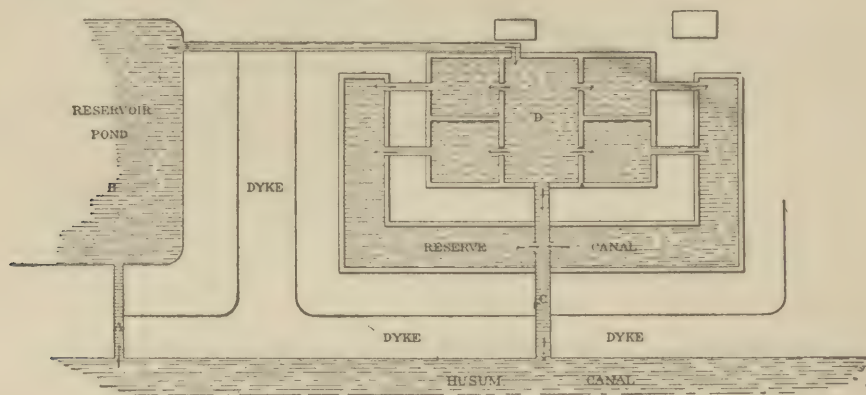 RESERVOIR
POND
D
B
DYKE
RESERVE CANAL
C
A
DYKE
DYKE
HUSUM CANAL